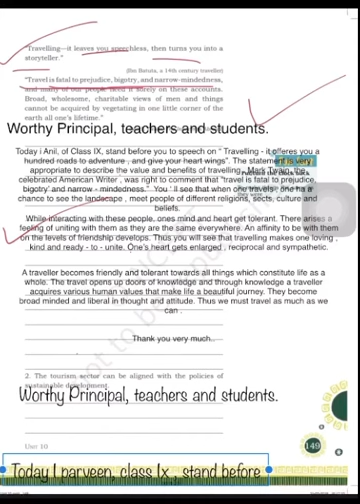 "Travelling—it leaves you speechless, then turns you into a
storyteller."
(Ibn Batuta, a 14th century traveller)
"Travel is fatal to prejudice, bigotry, and narrow-mindedness,
and many of our people need it sorely on these accounts.
Broad, wholesome, charitable views of men and things
cannot be acquired by vegetating in one little corner of the
earth all one's lifetime."
Worthy Principal, teachers and students.
Today i Anil, of Class IX, stand before you to speech on " Travelling - it offers you a
hundred roads to adventure , and give your heart wings". The statement is very
appropriate to describe the value and benefits of travelling . Mark Twain, the
celebrated American Writer , was right to comment that "travel is fatal to prejudice,
bigotry' and narrow - mindedness." You ' ll see that when one travels , one
chance to see the landscape , meet people of different religions, sects, culture and
beliefs.
While interacting with these people, ones mind and heart get tolerant. There arises a
feeling of uniting with them as they are the same everywhere. An affinity to be with them
on the levels of friendship develops. Thus you will see that travelling makes one loving ,
kind and ready - to - unite. One's heart gets enlarged , reciprocal and sympathetic.
A traveller becomes friendly and tolerant towards all things which constitute life as a
whole. The travel opens up doors of knowledge and through knowledge a traveller
acquires various human values that make life a beautiful journey. They become
broad minded and liberal in thought and attitude. Thus we must travel as much as we
can .
Thank you very much..
2. The tourism sector can be aligned with the policies of
sustainable development.
Worthy Principal, teachers and students.
Unit 10
149
Today I parveen, class Ix , stand before